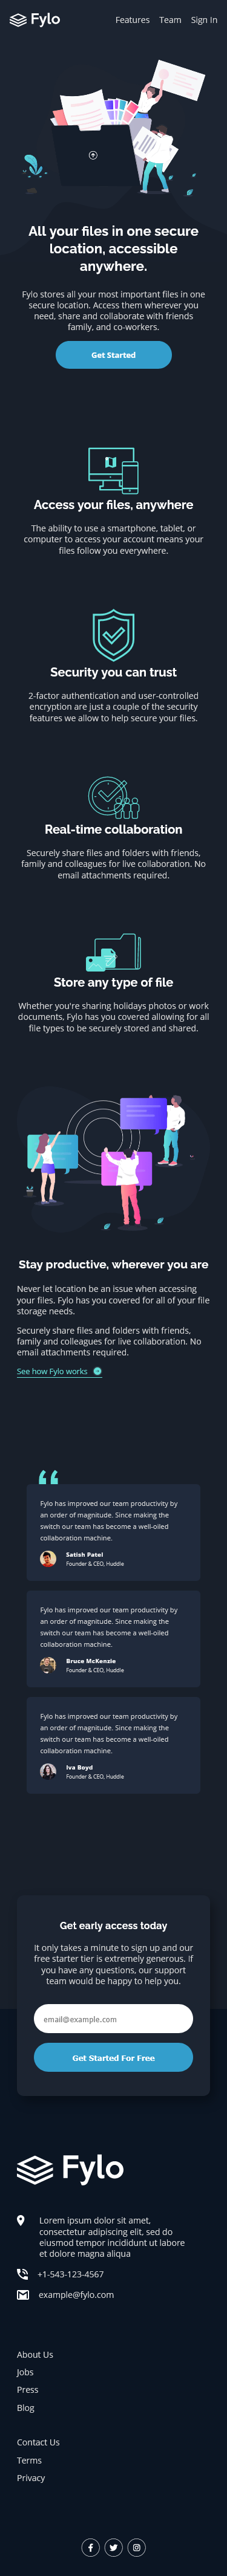 Fylo Features Team Sign In
All your files in one secure
location, accessible
anywhere.
Fylo stores all your most important files in one
secure location. Access them wherever you
need, share and collaborate with friends
family, and co-workers.
Get Started
Access your files, anywhere
The ability to use a smartphone, tablet, or
computer to access your account means your
files follow you everywhere.
Security you can trust
2-factor authentication and user-controlled
encryption are just a couple of the security
features we allow to help secure your files.
Real-time collaboration
Securely share files and folders with friends,
family and colleagues for live collaboration. No
email attachments required.
Store any type of file
Whether you're sharing holidays photos or work
documents, Fylo has you covered allowing for all
file types to be securely stored and shared.
Stay productive, wherever you are
Never let location be an issue when accessing
your files. Fylo has you covered for all of your file
storage needs.
Securely share files and folders with friends,
family and colleagues for live collaboration. No
email attachments required.
See how Fylo works
Fylo has improved our team productivity by
an order of magnitude. Since making the
switch our team has become a well-oiled
collaboration machine.
Satish Patel
Founder & CEO, Huddle
Fylo has improved our team productivity by
an order of magnitude. Since making the
switch our team has become a well-oiled
collaboration machine.
Bruce McKenzie
Founder & CEO, Huddle
Fylo has improved our team productivity by
an order of magnitude. Since making the
switch our team has become a well-oiled
collaboration machine.
Iva Boyd
Founder & CEO, Huddle
Get early access today
It only takes a minute to sign up and our
free starter tier is extremely generous. If
you have any questions, our support
team would be happy to help you.
email@example.com
Get Started For Free
Fylo
Lorem ipsum dolor sit amet,
consectetur adipiscing elit, sed do
eiusmod tempor incididunt ut labore
et dolore magna aliqua
+1-543-123-4567
example@fylo.com
About Us
Jobs
Press
Blog
Contact Us
Terms
Privacy